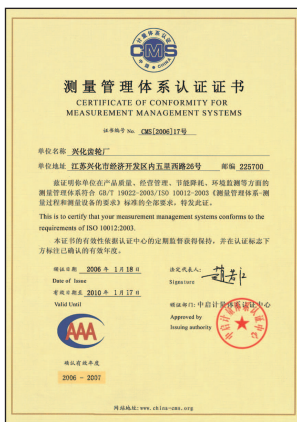 CMS
测量管理体系认证证书
CERTIFICATE OF CONFORMITY FOR
MEASUREMENT MANAGEMENT SYSTEMS
证书编号 No. CMS[2006]17号
单位名称 兴化齿轮厂
单位地址 江苏兴化市经济开发区内五星西路26号 邮编 225700
兹证明你单位在产品质量、经营管理、节能降耗、环境监测等方面的
测量管理体系符合 GB/T 19022-2003/ISO 10012-2003《测量管理体系-测
量过程和测量设备的要求》标准的全部要求，特发此证。
This is to certify that your measurement management systems conforms to the
requirements of ISO 10012:2003.
本证书的有效性依据认证中心的定期监督获得保持，并在认证标志下
方标注已确认的有效年度。
颁证日期 2006 年 1 月 18 日 法定代表人:
Date of Issue Signature
有效日期至 2010 年 1 月 17 日 颁证部门: 中启计量体系认证中心
Valid Until Approved by
Issuing authority
AAA
中启计量体系认证中心
确认有效年度
2006 - 2007
网站地址: www.china-cms.org